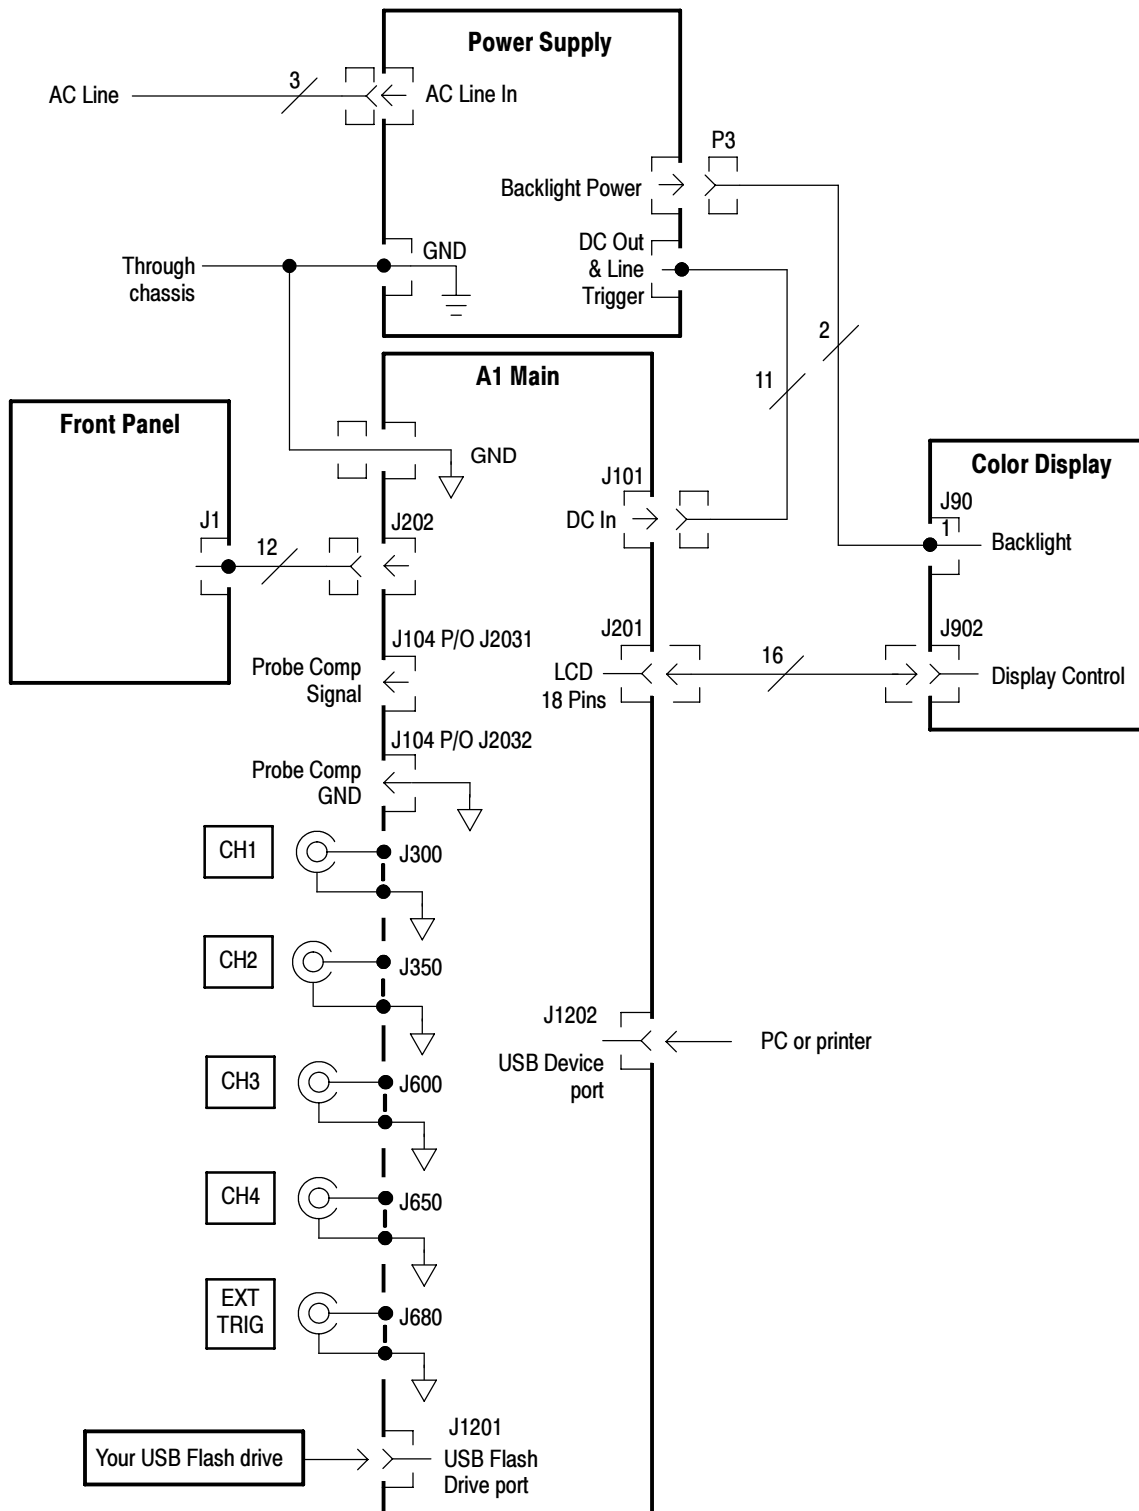 Power Supply
3
AC Line
AC Line In
P3
Backlight Power
GND
DC Out
& Line
Trigger
Through
chassis
2
11
A1 Main
Front Panel
GND
Color Display
J101
J90
1
J1
J202
DC In
12
Backlight
J104 P/O J2031
J201
J902
Probe Comp
Signal
LCD
18 Pins
16
Display Control
J104 P/O J2032
Probe Comp
GND
CH1
J300
CH2
J350
J1202
PC or printer
USB Device
port
CH3
J600
CH4
J650
EXT
TRIG
J680
J1201
Your USB Flash drive
USB Flash
Drive port